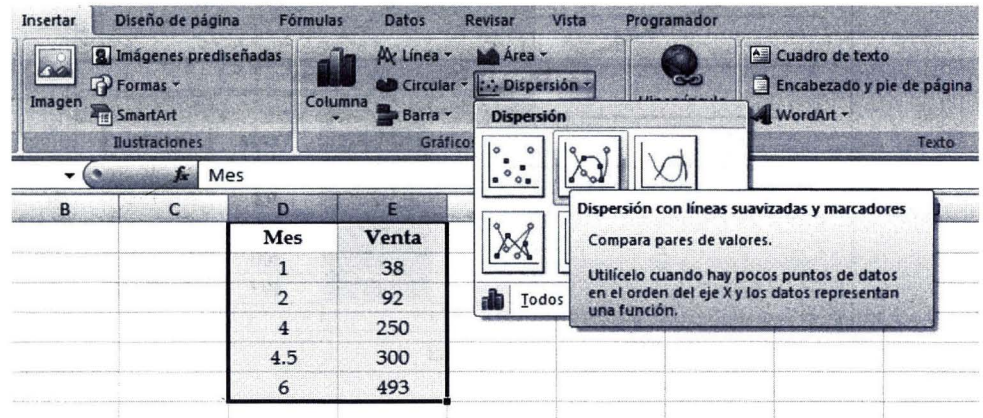 Insertar Diseño de página Fórmulas Datos Revisar Vista Programador
Imagen
Imágenes prediseñadas
Formas
SmartArt
Ilustraciones
Columna
Línea
Circular
Barra
Área
Dispersión
Gráficos
Cuadro de texto
Encabezado y pie de página
WordArt
Texto
Dispersión
fx Mes
B C D E
Mes Venta
1 38
2 92
4 250
4.5 300
6 493
Todos
Dispersión con líneas suavizadas y marcadores
Compara pares de valores.
Utilícelo cuando hay pocos puntos de datos
en el orden del eje X y los datos representan
una función.